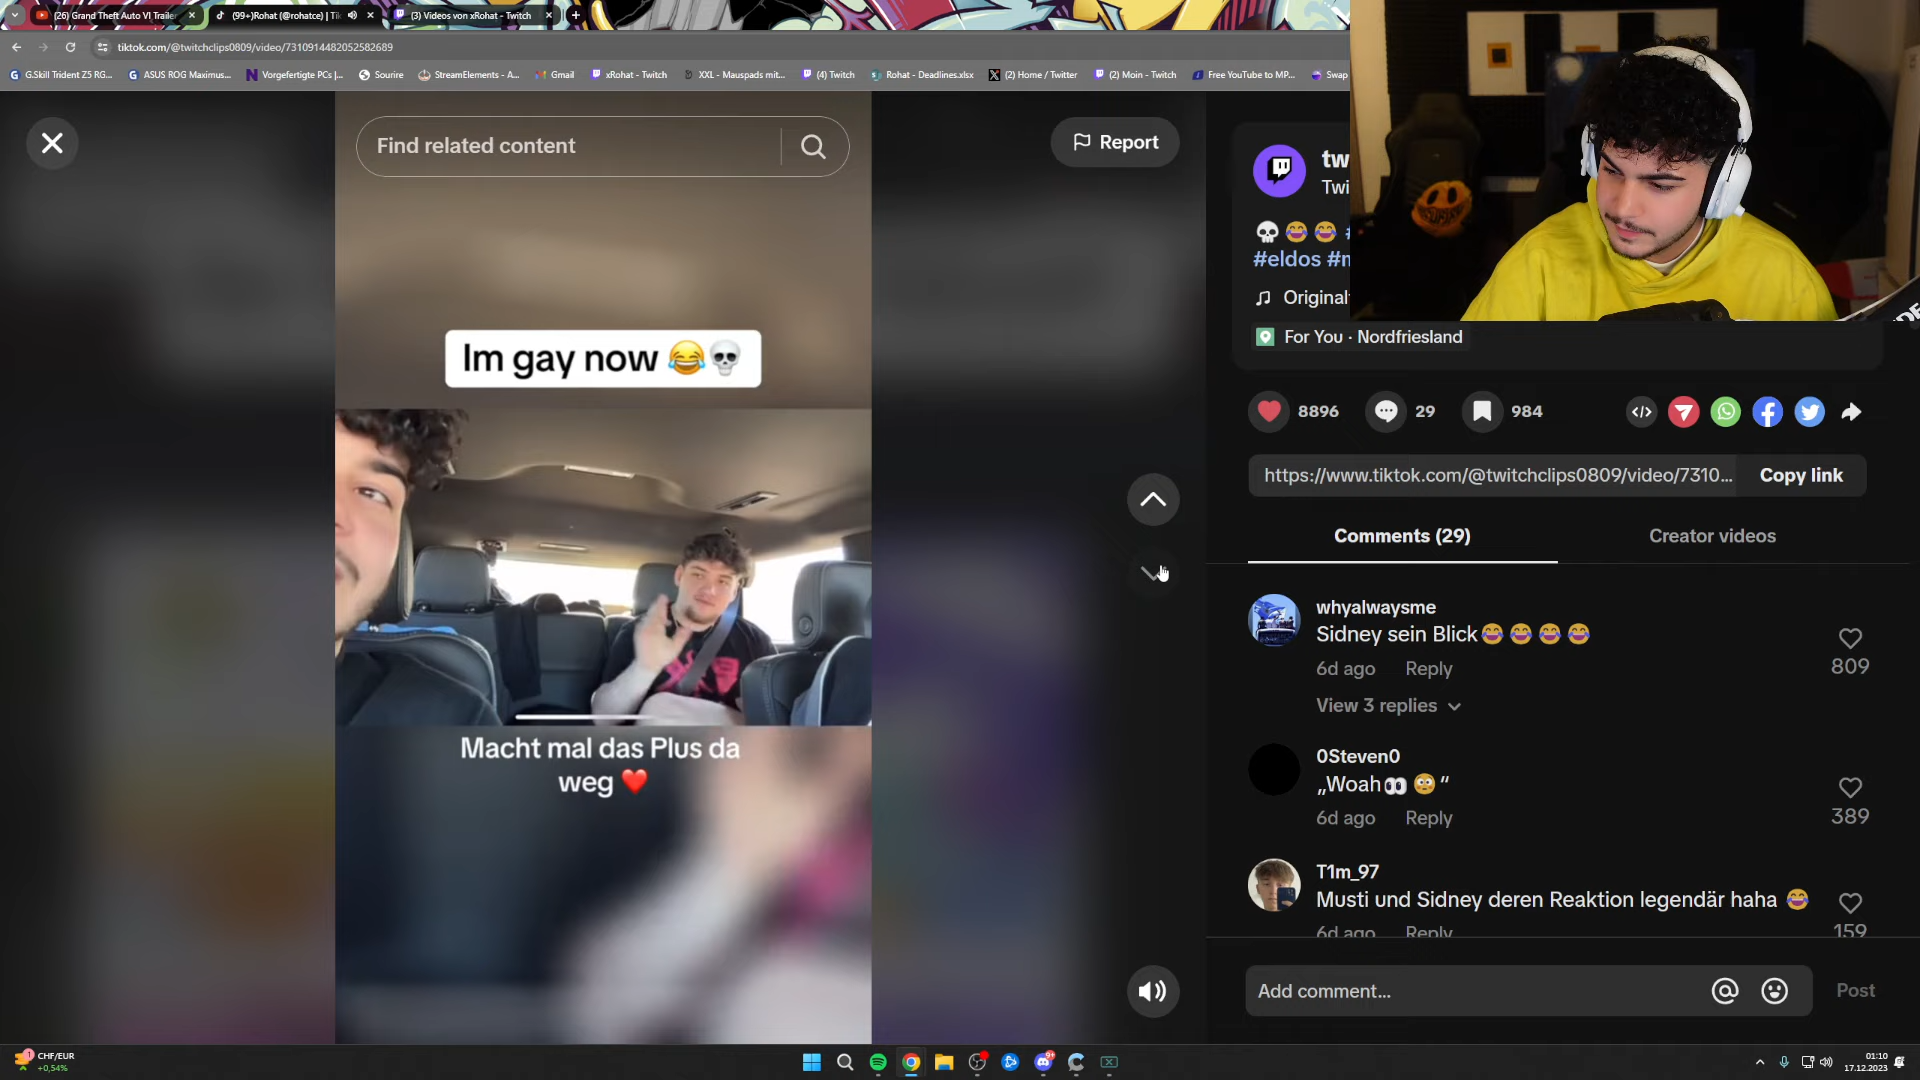 (26) Grand Theft Auto VI Trailer
(99+)Rohat (@rohatce) | Ti
(3) Videos von xRohat - Twitch
tiktok.com/@twitchclips0809/video/7310914482052582689
G.Skill Trident Z5 RG...
ASUS ROG Maximus...
Vorgefertigte PCs |...
Sourire
StreamElements - A...
Gmail
xRohat - Twitch
XXL - Mauspads mit...
(4) Twitch
Rohat - Deadlines.xlsx
(2) Home / Twitter
(2) Moin - Twitch
Free YouTube to MP...
Swap
Find related content
Report
Im gay now 😂💀
Macht mal das Plus da
weg ❤️
tw
Twi
💀😂😂 #
#eldos #m
Original
For You · Nordfriesland
8896
29
984
https://www.tiktok.com/@twitchclips0809/video/7310...
Copy link
Comments (29)
Creator videos
whyalwaysme
Sidney sein Blick😂😂😂😂
6d ago Reply
809
View 3 replies
0Steven0
„Woah👀😳“
6d ago Reply
389
T1m_97
Musti und Sidney deren Reaktion legendär haha 😂
6d ago Reply
159
Add comment...
Post
CHF/EUR
+0,54%
01:10
17.12.2023